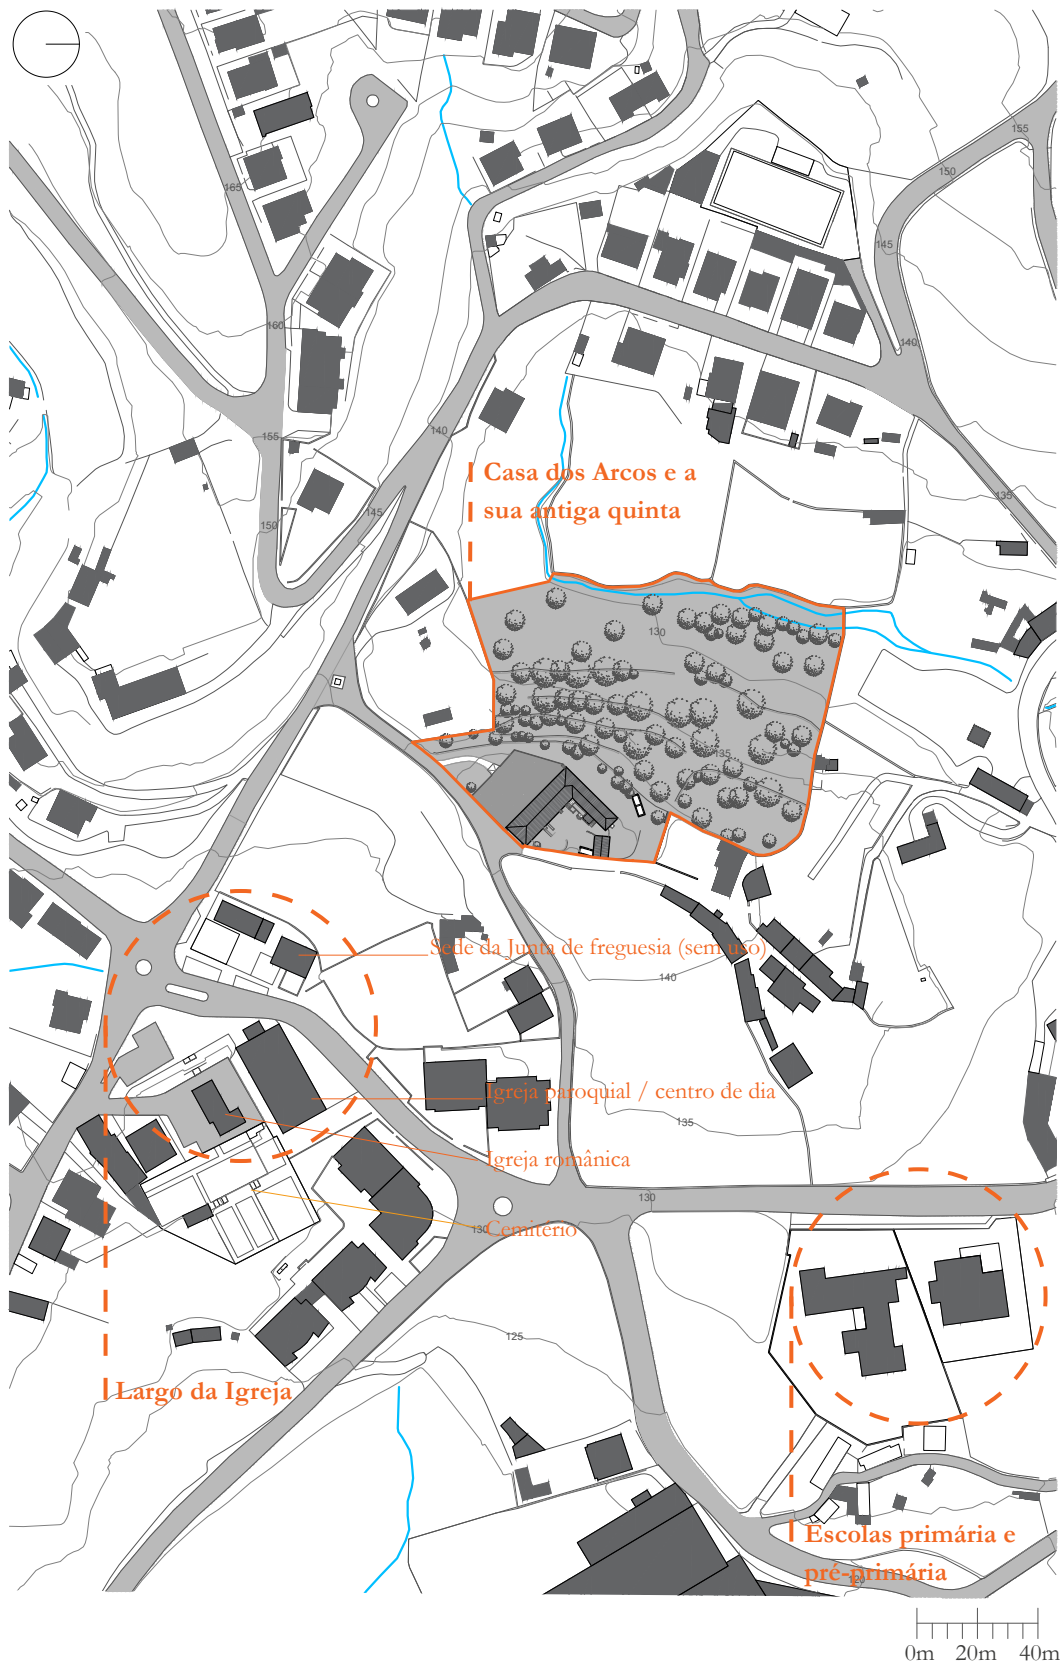 155
150
165
145
160
140
140
155
Casa dos Arcos e a
sua antiga quinta
135
145
150
130
135
Sede da Junta de freguesia (sem uso)
140
Igreja paroquial / centro de dia
135
Igreja românica
130
Cemitério
130
125
Largo da Igreja
Escolas primária e
pré-primária
120
0m 20m 40m